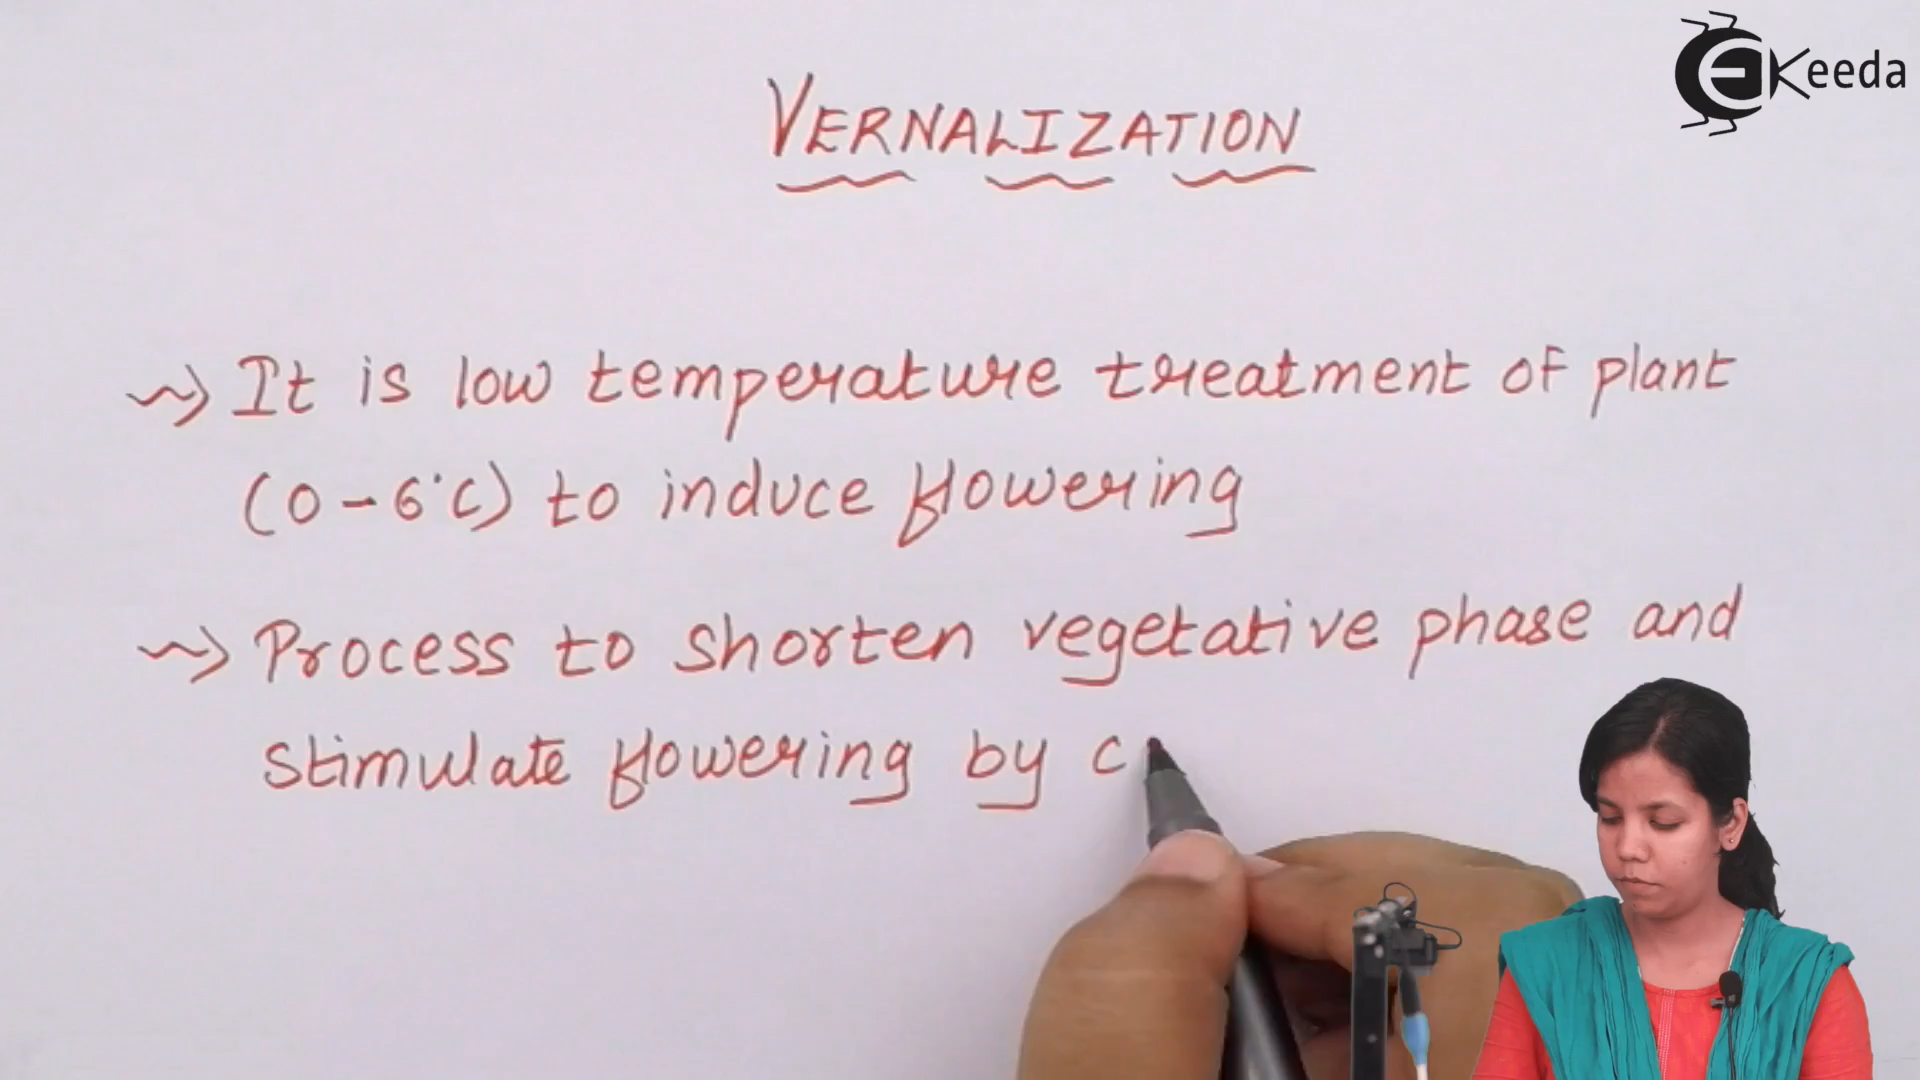 EKeeda
VERNALIZATION
~> It is low temperature treatment of plant
(0-6°C) to induce flowering
~> Process to shorten vegetative phase and
stimulate flowering by c